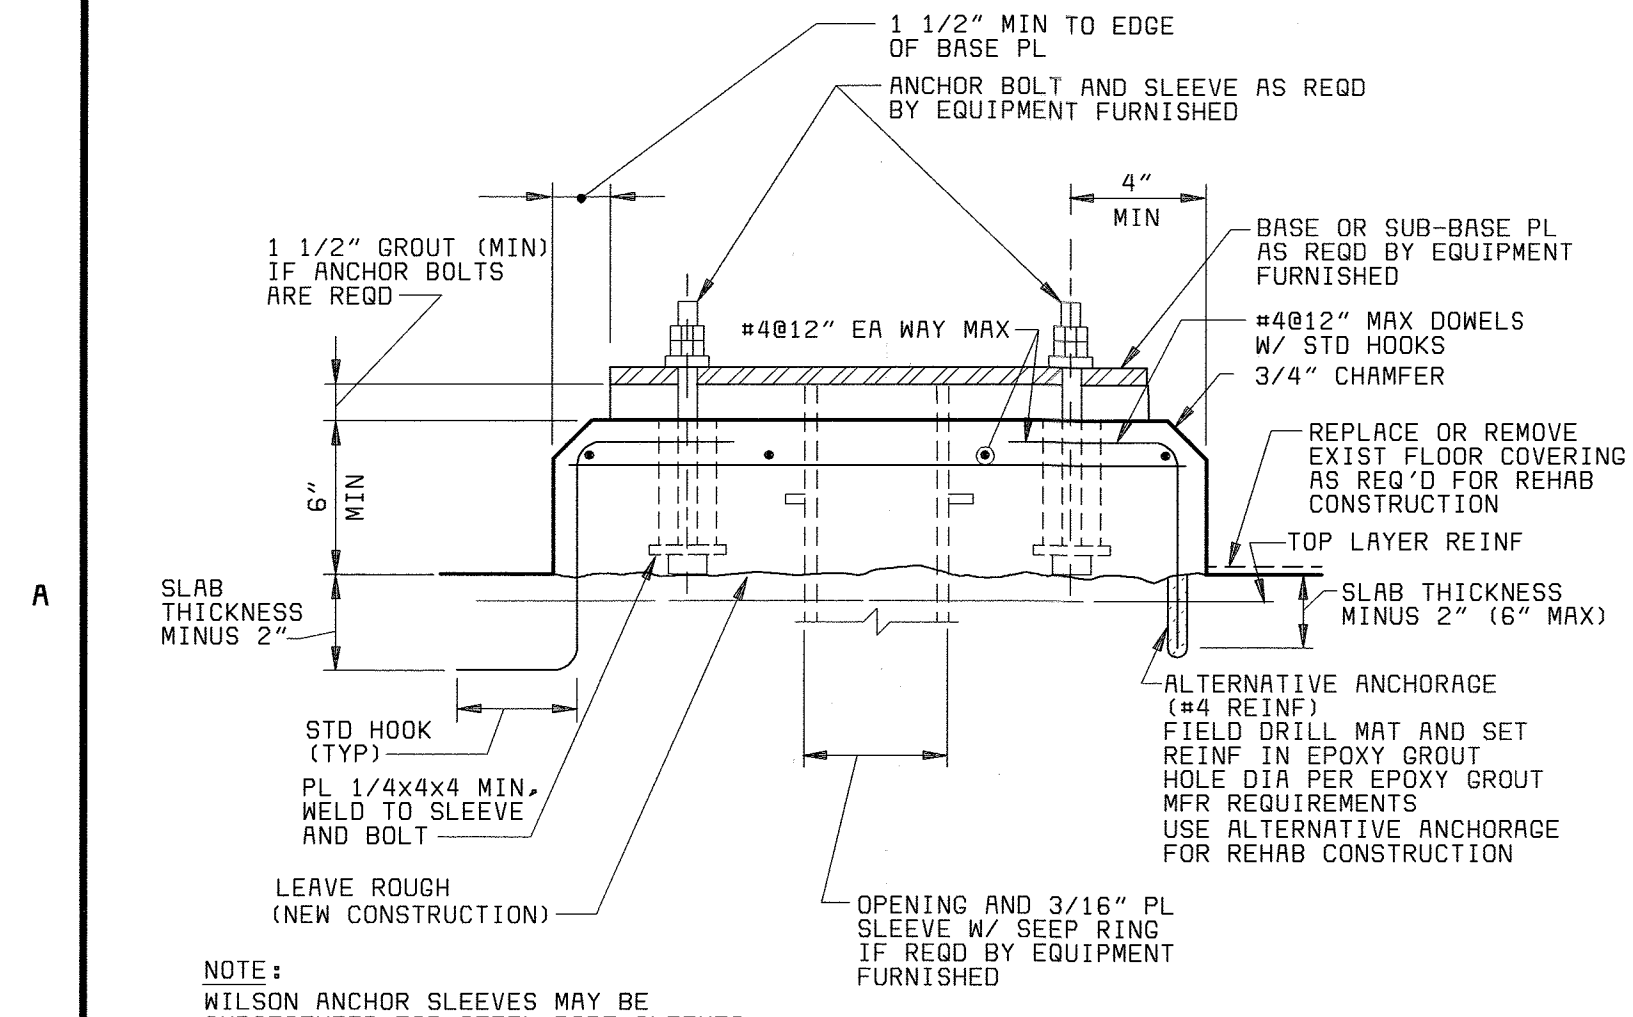 1 1/2" MIN TO EDGE
OF BASE PL
ANCHOR BOLT AND SLEEVE AS REQD
BY EQUIPMENT FURNISHED
4"
MIN
1 1/2" GROUT (MIN)
IF ANCHOR BOLTS
ARE REQD
BASE OR SUB-BASE PL
AS REQD BY EQUIPMENT
FURNISHED
#4@12" EA WAY MAX
#4@12" MAX DOWELS
W/ STD HOOKS
3/4" CHAMFER
REPLACE OR REMOVE
EXIST FLOOR COVERING
AS REQ'D FOR REHAB
CONSTRUCTION
6"
MIN
TOP LAYER REINF
A
SLAB
THICKNESS
MINUS 2"
SLAB THICKNESS
MINUS 2" (6" MAX)
STD HOOK
(TYP)
ALTERNATIVE ANCHORAGE
(#4 REINF)
FIELD DRILL MAT AND SET
REINF IN EPOXY GROUT
HOLE DIA PER EPOXY GROUT
MFR REQUIREMENTS
USE ALTERNATIVE ANCHORAGE
FOR REHAB CONSTRUCTION
PL 1/4x4x4 MIN,
WELD TO SLEEVE
AND BOLT
LEAVE ROUGH
(NEW CONSTRUCTION)
OPENING AND 3/16" PL
SLEEVE W/ SEEP RING
IF REQD BY EQUIPMENT
FURNISHED
NOTE:
WILSON ANCHOR SLEEVES MAY BE